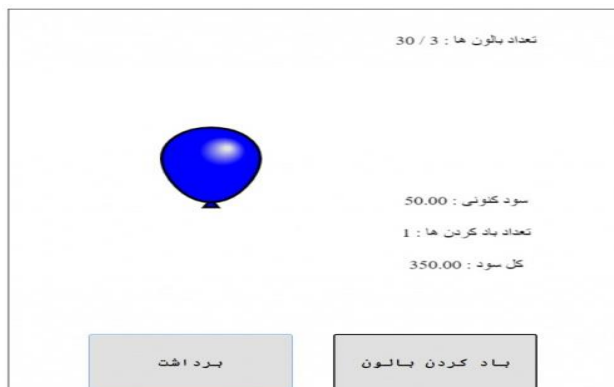 تعداد بالون ها : 3 / 30
سود کنونی : 50.00
تعداد باد کردن ها : 1
کل سود : 350.00
باد کردن بالون
برداشت